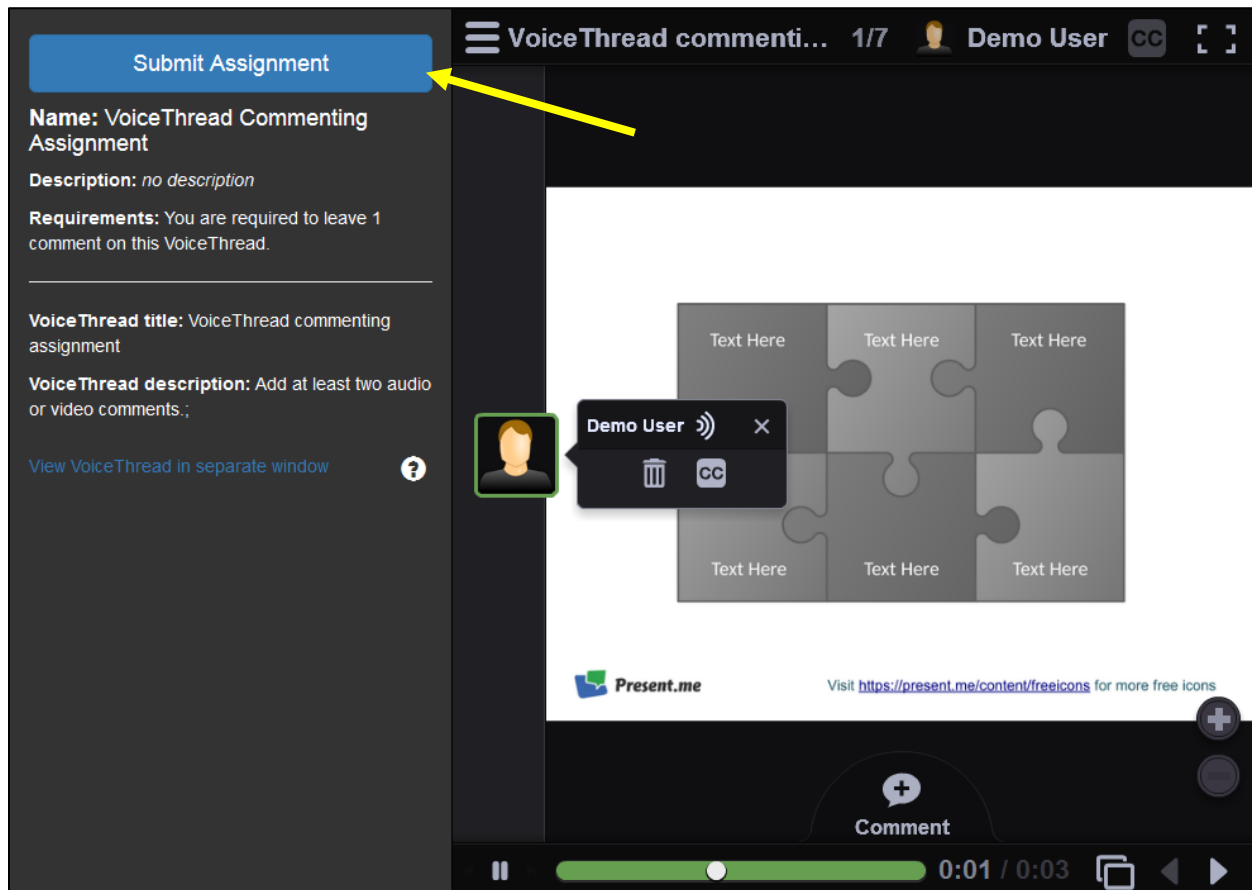 Submit Assignment
Name: VoiceThread Commenting
Assignment
Description: no description
Requirements: You are required to leave 1
comment on this VoiceThread.
VoiceThread title: VoiceThread commenting
assignment
VoiceThread description: Add at least two audio
or video comments.;
View VoiceThread in separate window ?
VoiceThread commenti... 1/7 Demo User CC
Text Here Text Here Text Here
Demo User
CC
Text Here Text Here Text Here
Present.me Visit https://present.me/content/freeicons for more free icons
Comment
0:01 / 0:03